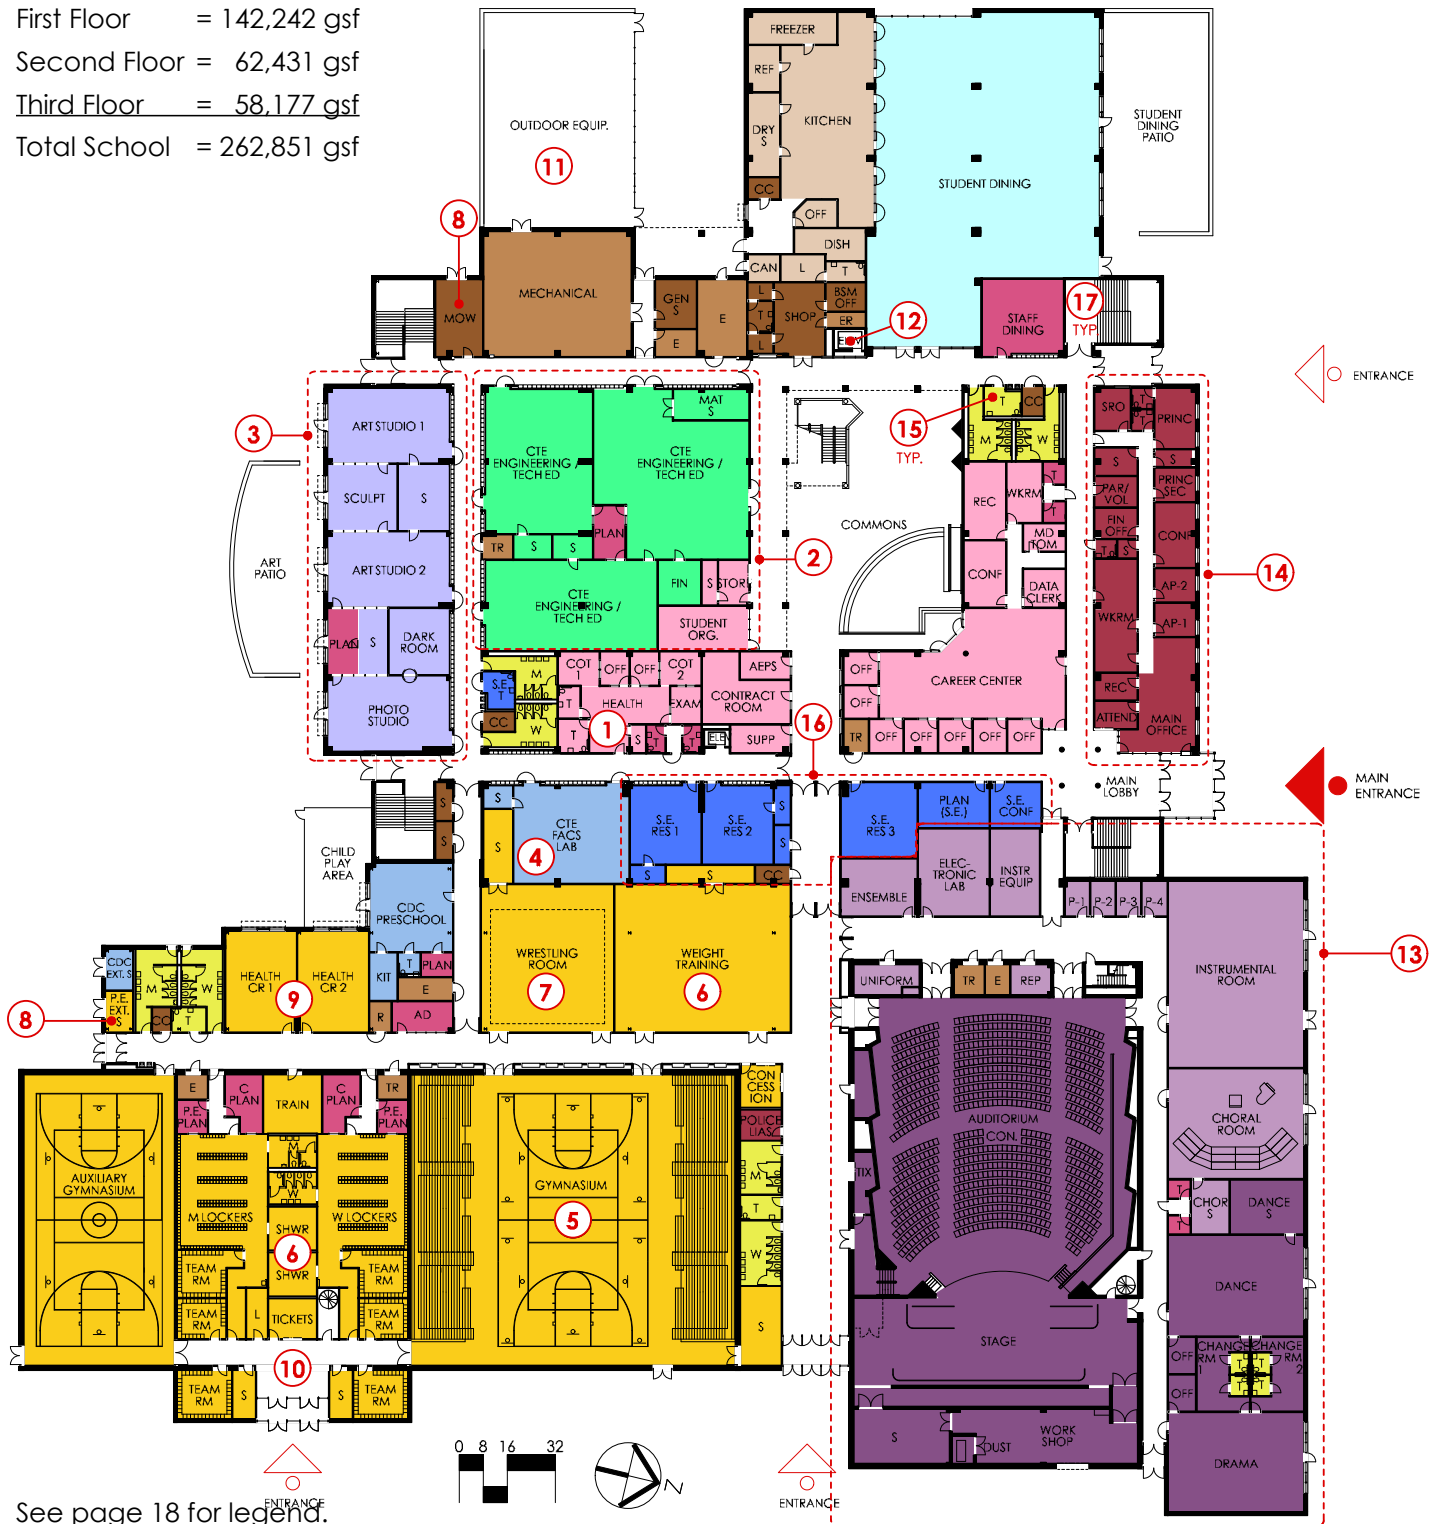 First Floor = 142,242 gsf
Second Floor = 62,431 gsf
Third Floor = 58,177 gsf
Total School = 262,851 gsf
FREEZER
REF
DRY
S
KITCHEN
CC
OFF
DISH
CAN
L
T
OUTDOOR EQUIP.
11
STUDENT
DINING
PATIO
STUDENT DINING
8
MOW
MECHANICAL
GEN
S
E
E
L
T
L
SHOP
BSM
OFF
ER
ELEV
12
STAFF
DINING
17
TYP
ENTRANCE
3
ART STUDIO 1
SCULPT
S
ART STUDIO 2
PLAN
S
DARK
ROOM
PHOTO
STUDIO
ART
PATIO
CTE
ENGINEERING /
TECH ED
MAT
S
CTE
ENGINEERING /
TECH ED
PLAN
TR
S
S
CTE
ENGINEERING /
TECH ED
FIN
S
STOR
STUDENT
ORG.
2
15
TYP.
T
CC
M
W
COMMONS
REC
WKRM
T
T
MD
TOM
CONF
DATA
CLERK
CAREER CENTER
OFF
OFF
TR
OFF
OFF
OFF
OFF
OFF
SRO
T
T
PRINC
S
S
PAR/
VOL
PRINC
SEC
FIN
OFF
CONF
T
S
AP-2
WKRM
AP-1
REC
ATTEND
MAIN
OFFICE
14
M
S.E.
T
CC
W
COT
1
OFF
OFF
COT
2
AEPS
HEALTH
EXAM
CONTRACT
ROOM
T
T
1
S
T
T
ELE
SUPP
16
MAIN
LOBBY
MAIN
ENTRANCE
S
S
CHILD
PLAY
AREA
CDC
PRESCHOOL
KIT
T
PLAN
E
R
AD
S
S
CTE
FACS
LAB
4
S.E.
RES 1
S.E.
RES 2
S
S
S
S
CC
S.E.
RES 3
PLAN
(S.E.)
S.E.
CONF
ENSEMBLE
ELEC-
TRONIC
LAB
INSTR
EQUIP
P-1
P-2
P-3
P-4
WRESTLING
ROOM
7
WEIGHT
TRAINING
6
CDC
EXT. S
P.E.
EXT.
S
8
M
W
CC
T
HEALTH
CR 1
HEALTH
CR 2
9
UNIFORM
TR
E
REP
INSTRUMENTAL
ROOM
13
CHORAL
ROOM
T
T
CHOR
S
DANCE
S
DANCE
OFF
OFF
CHANGE
RM
1
CHANGE
RM
2
T
T
T
T
DRAMA
AUDITORIUM
CON.
TIX
STAGE
S
DUST
WORK
SHOP
AUXILIARY
GYMNASIUM
E
P.E.
PLAN
C
PLAN
TRAIN
C
PLAN
TR
P.E.
PLAN
M
W
M LOCKERS
W LOCKERS
SHWR
6
SHWR
TEAM
RM
TEAM
RM
TEAM
RM
TEAM
RM
L
TICKETS
10
TEAM
RM
S
S
TEAM
RM
GYMNASIUM
5
CON
CESS
ION
POLICE
LIAS.
M
T
W
S
ENTRANCE
0 8 16 32
N
ENTRANCE
See page 18 for legend.